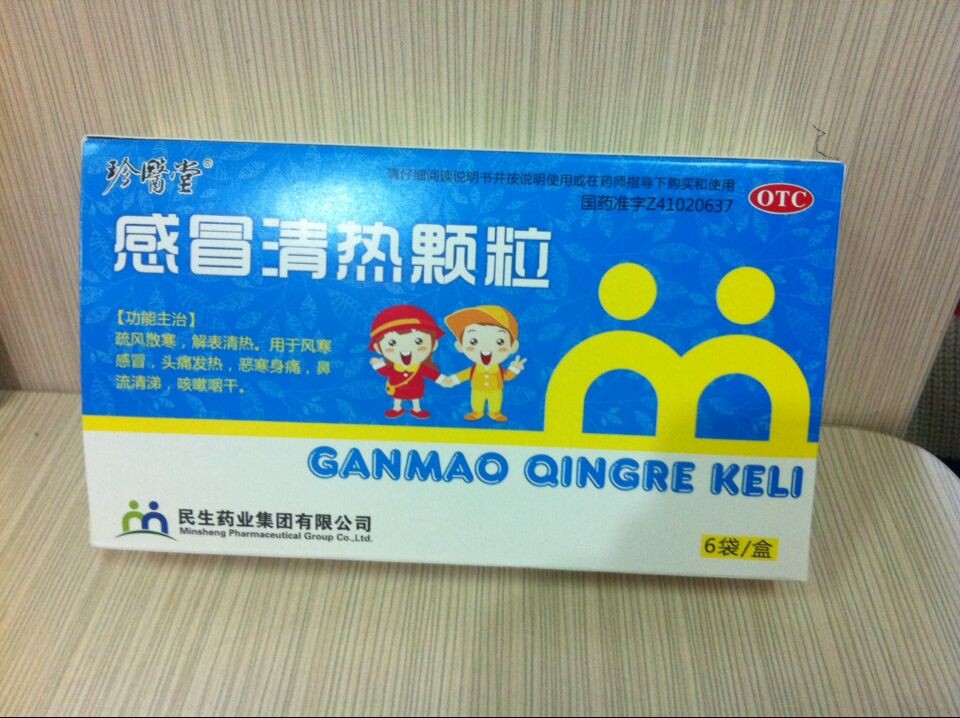 珍醫堂®
请仔细阅读说明书并按说明使用或在药师指导下购买和使用
国药准字Z41020637
OTC
感冒清热颗粒
【功能主治】
疏风散寒，解表清热。用于风寒
感冒，头痛发热，恶寒身痛，鼻
流清涕，咳嗽咽干。
GANMAO QINGRE KELI
民生药业集团有限公司
Minsheng Pharmaceutical Group Co.,Ltd.
6袋/盒